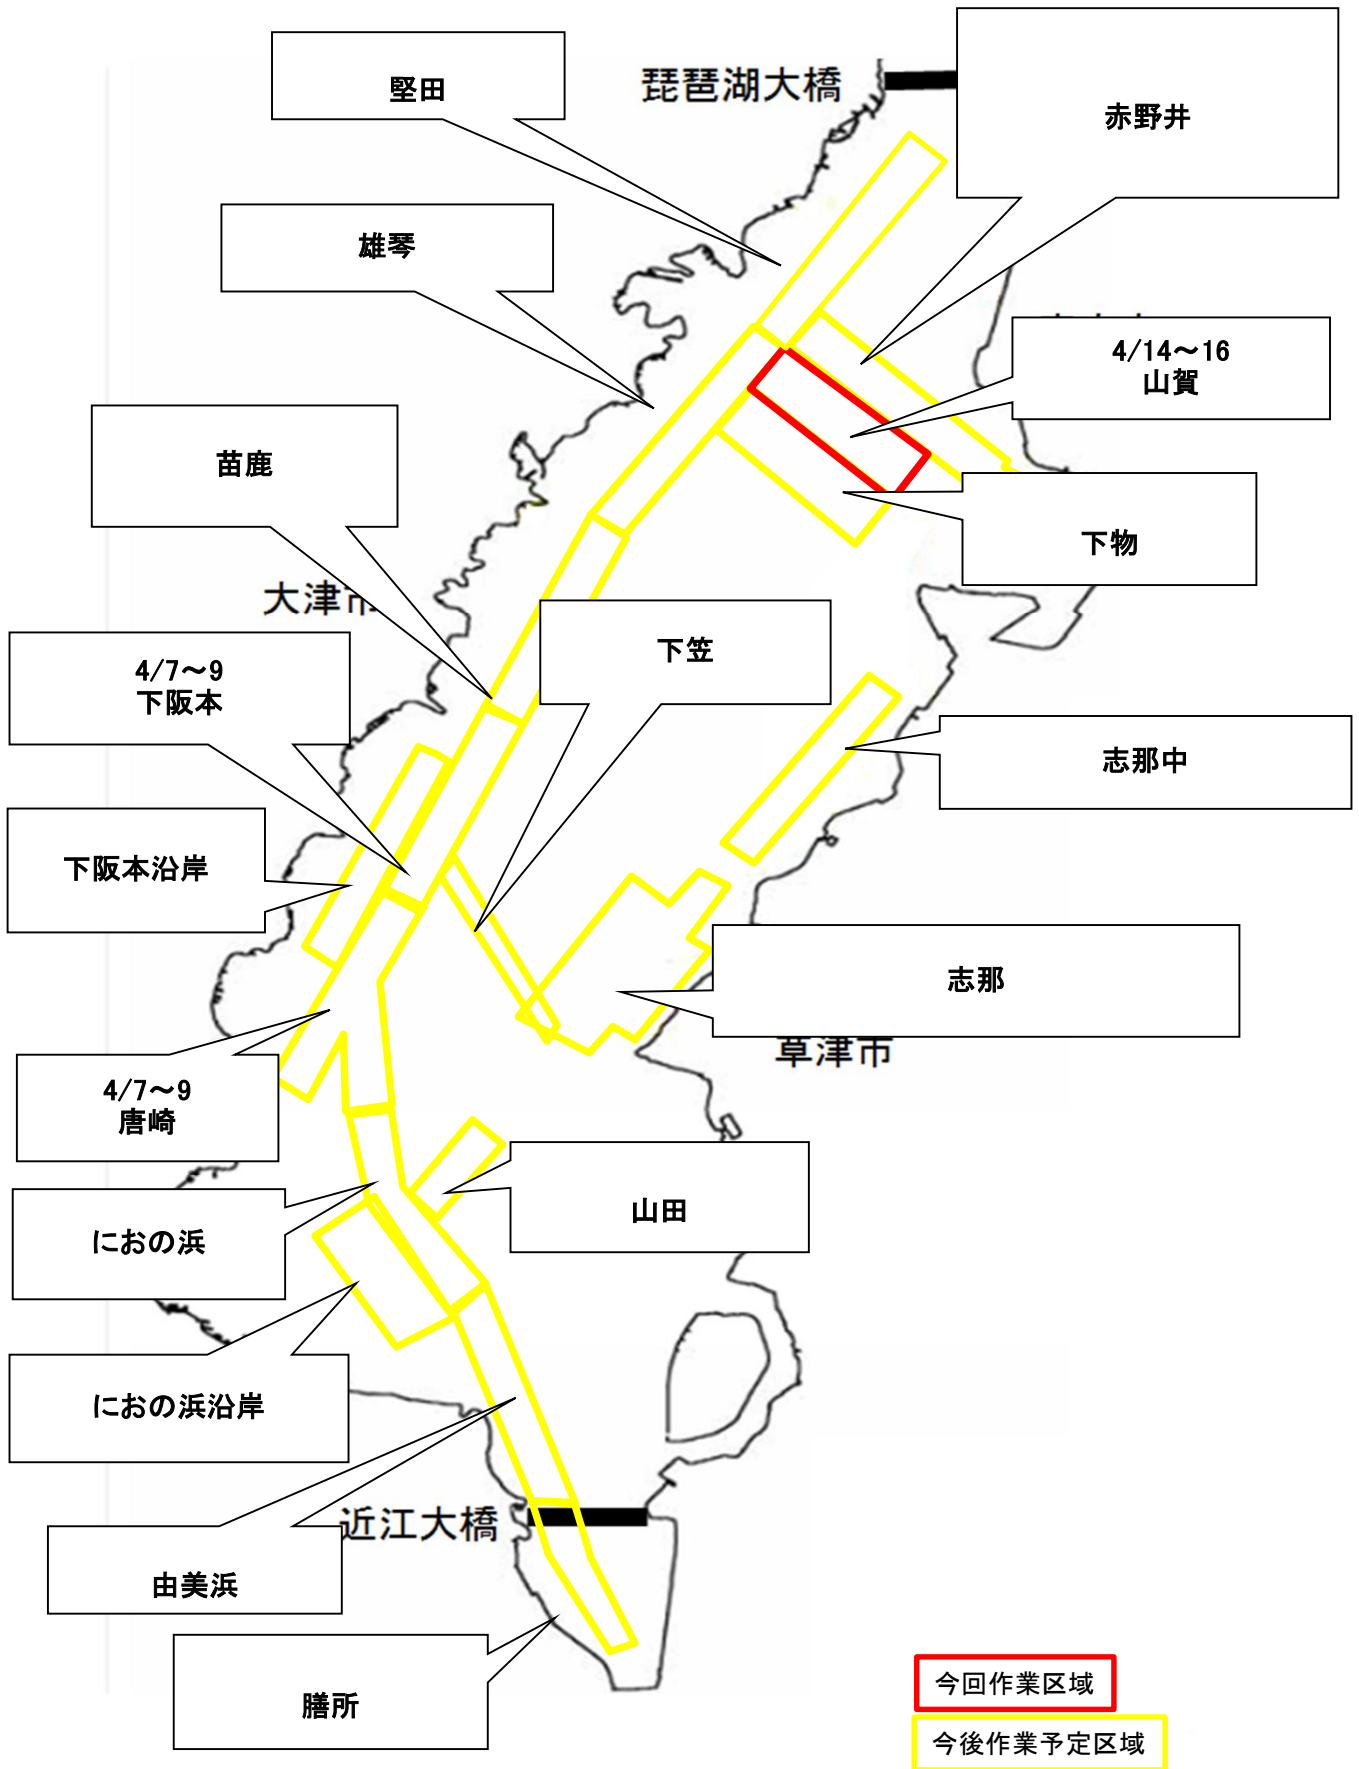 琵琶湖大橋
堅田
赤野井
雄琴
4/14～16
山賀
苗鹿
下物
大津市
下笠
4/7～9
下阪本
志那中
下阪本沿岸
志那
草津市
4/7～9
唐崎
山田
におの浜
におの浜沿岸
近江大橋
由美浜
膳所
今回作業区域
今後作業予定区域